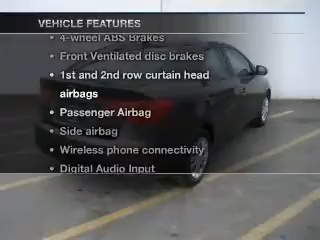 VEHICLE FEATURES
• 4-wheel ABS Brakes
• Front Ventilated disc brakes
• 1st and 2nd row curtain head
airbags
• Passenger Airbag
• Side airbag
• Wireless phone connectivity
• Digital Audio Input